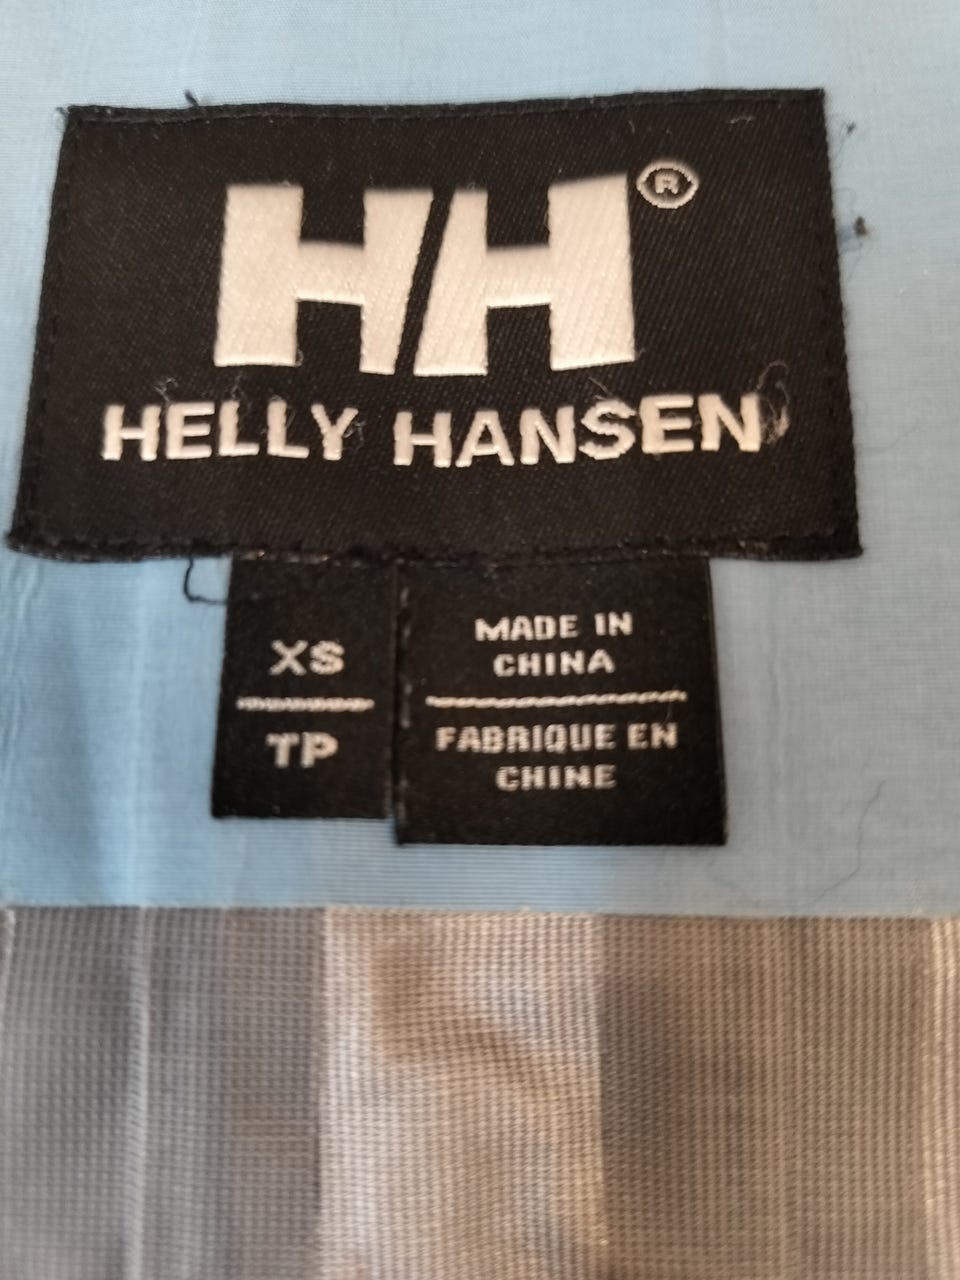 HH®
HELLY HANSEN
XS
TP
MADE IN
CHINA
FABRIQUE EN
CHINE